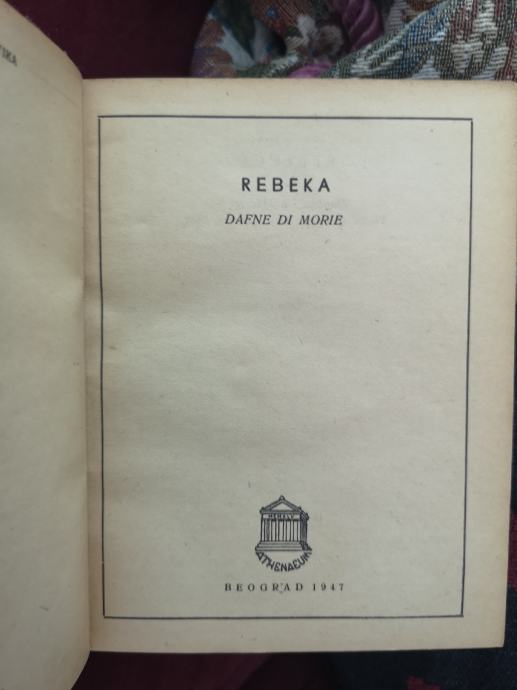 REBEKA
DAFNE DI MORIE
ATHENAEUM
BEOGRAD 1947